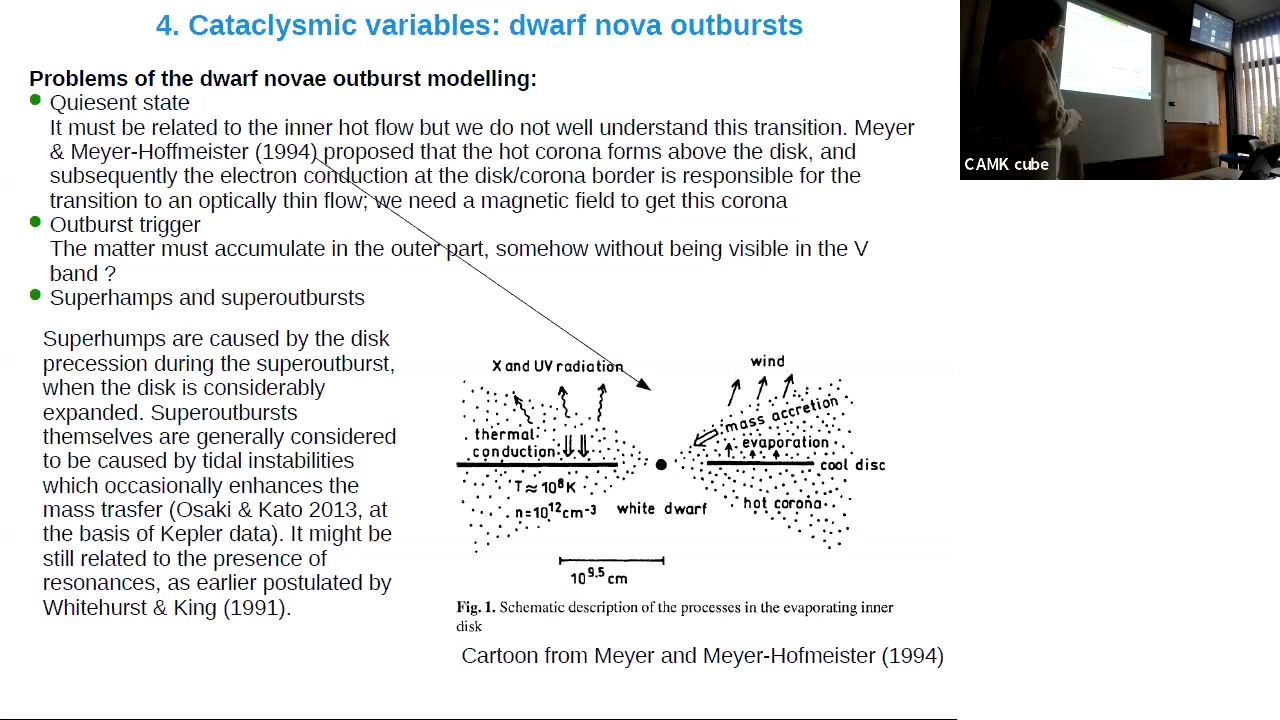 4. Cataclysmic variables: dwarf nova outbursts
Problems of the dwarf novae outburst modelling:
Quiesent state
It must be related to the inner hot flow but we do not well understand this transition. Meyer
& Meyer-Hoffmeister (1994) proposed that the hot corona forms above the disk, and
subsequently the electron conduction at the disk/corona border is responsible for the
transition to an optically thin flow; we need a magnetic field to get this corona
Outburst trigger
The matter must accumulate in the outer part, somehow without being visible in the V
band ?
Superhamps and superoutbursts
Superhumps are caused by the disk
precession during the superoutburst,
when the disk is considerably
expanded. Superoutbursts
themselves are generally considered
to be caused by tidal instabilities
which occasionally enhances the
mass trasfer (Osaki & Kato 2013, at
the basis of Kepler data). It might be
still related to the presence of
resonances, as earlier postulated by
Whitehurst & King (1991).
X and UV radiation
wind
mass accretion
thermal
conduction
evaporation
cool disc
T ≈ 10⁸K
n=10¹²cm⁻³
white dwarf
hot corona
10⁹·⁵cm
Fig. 1. Schematic description of the processes in the evaporating inner
disk
Cartoon from Meyer and Meyer-Hofmeister (1994)
CAMK cube